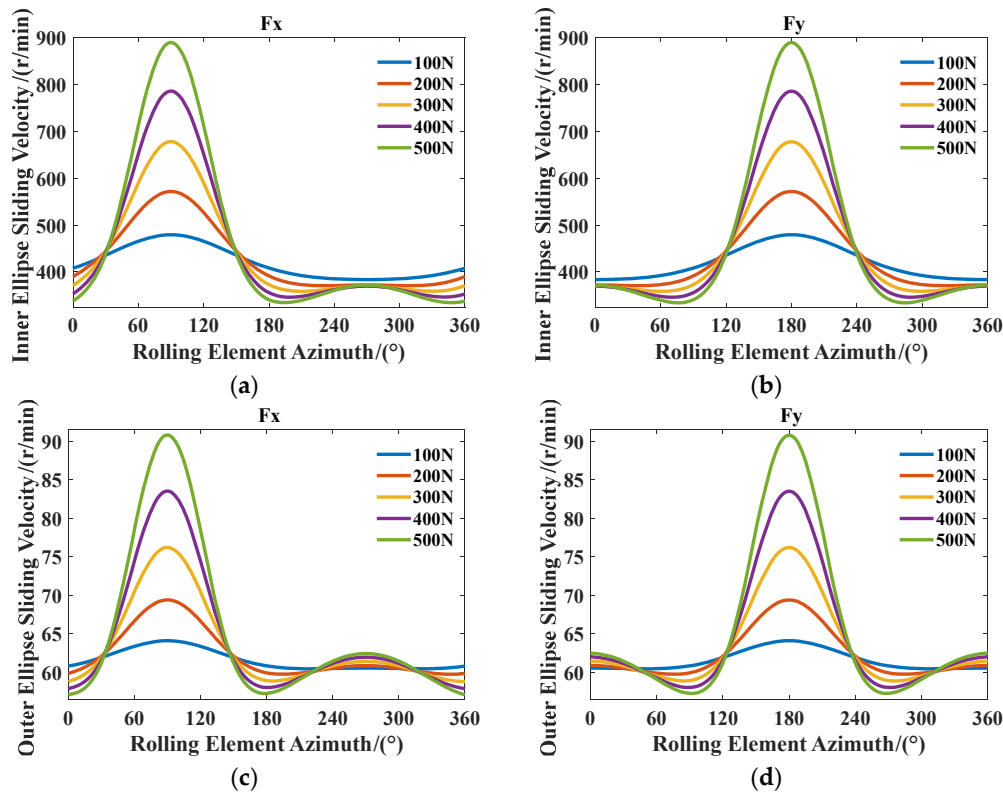 Fx
Inner Ellipse Sliding Velocity/(r/min)
900
800
700
600
500
400
100N
200N
300N
400N
500N
0 60 120 180 240 300 360
Rolling Element Azimuth/(°)
(a)
Fy
Inner Ellipse Sliding Velocity/(r/min)
900
800
700
600
500
400
100N
200N
300N
400N
500N
0 60 120 180 240 300 360
Rolling Element Azimuth/(°)
(b)
Fx
Outer Ellipse Sliding Velocity/(r/min)
90
85
80
75
70
65
60
100N
200N
300N
400N
500N
0 60 120 180 240 300 360
Rolling Element Azimuth/(°)
(c)
Fy
Outer Ellipse Sliding Velocity/(r/min)
90
85
80
75
70
65
60
100N
200N
300N
400N
500N
0 60 120 180 240 300 360
Rolling Element Azimuth/(°)
(d)